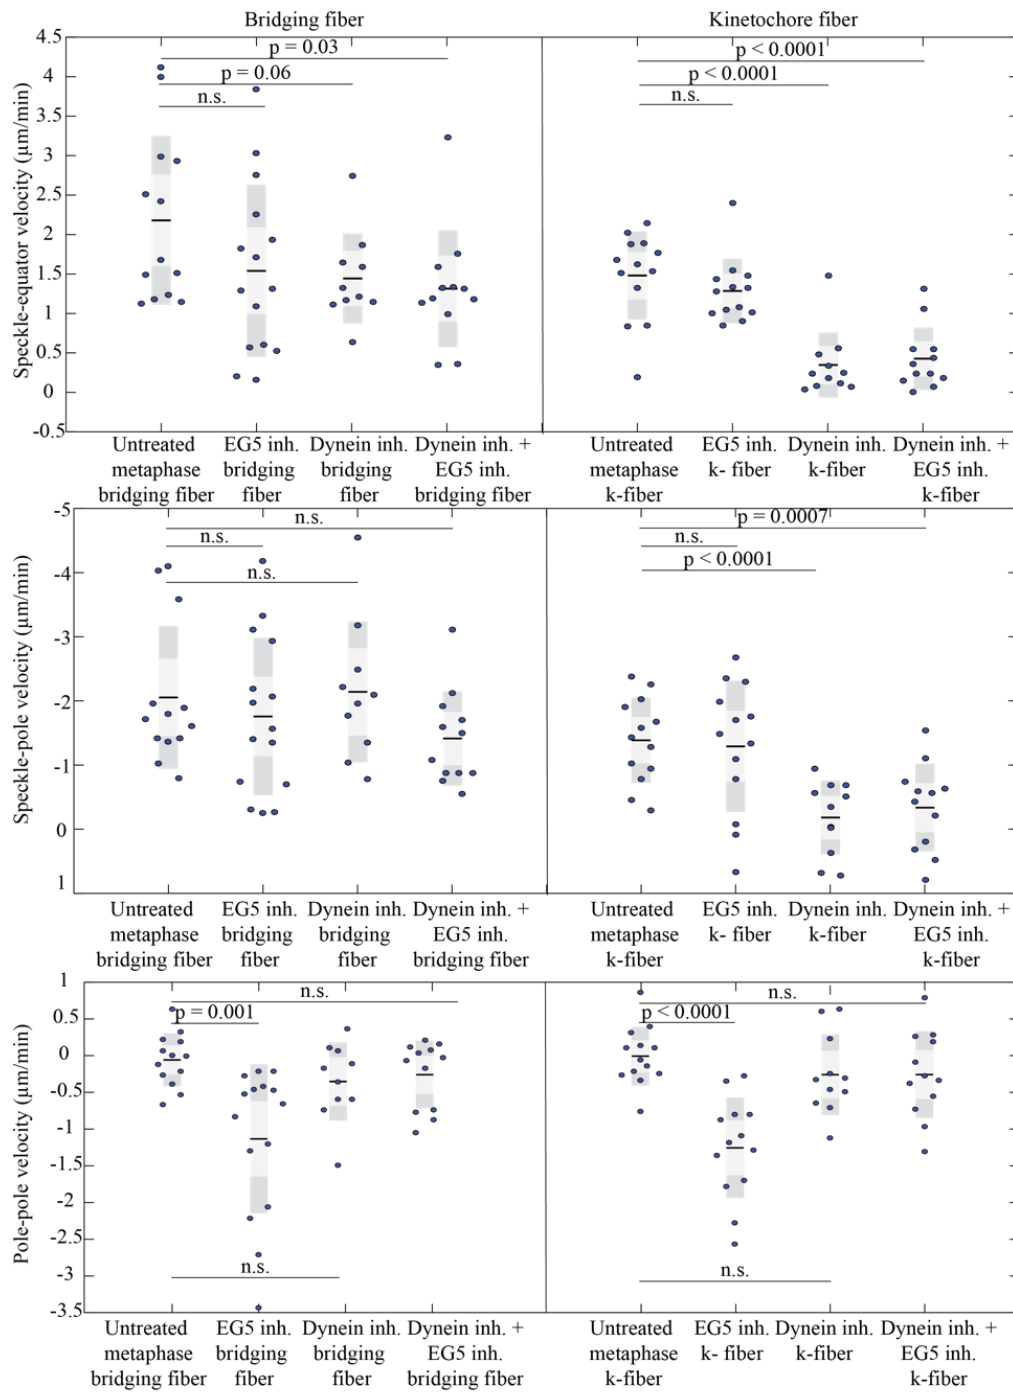 Bridging fiber
Kinetochore fiber
Speckle-equator velocity (μm/min)
4.5
4
3.5
3
2.5
2
1.5
1
0.5
0
-0.5
p = 0.03
p = 0.06
n.s.
p < 0.0001
p < 0.0001
n.s.
Untreated
metaphase
bridging fiber
EG5 inh.
bridging
fiber
Dynein inh.
bridging
fiber
Dynein inh. +
EG5 inh.
bridging fiber
Untreated
metaphase
k-fiber
EG5 inh.
k- fiber
Dynein inh.
k-fiber
Dynein inh. +
EG5 inh.
k-fiber
Speckle-pole velocity (μm/min)
-5
-4
-3
-2
-1
0
1
n.s.
n.s.
n.s.
p = 0.0007
n.s.
p < 0.0001
Untreated
metaphase
bridging fiber
EG5 inh.
bridging
fiber
Dynein inh.
bridging
fiber
Dynein inh. +
EG5 inh.
bridging fiber
Untreated
metaphase
k-fiber
EG5 inh.
k- fiber
Dynein inh.
k-fiber
Dynein inh. +
EG5 inh.
k-fiber
Pole-pole velocity (μm/min)
1
0.5
0
-0.5
-1
-1.5
-2
-2.5
-3
-3.5
n.s.
p = 0.001
n.s.
n.s.
p < 0.0001
n.s.
Untreated
metaphase
bridging fiber
EG5 inh.
bridging
fiber
Dynein inh.
bridging
fiber
Dynein inh. +
EG5 inh.
bridging fiber
Untreated
metaphase
k-fiber
EG5 inh.
k- fiber
Dynein inh.
k-fiber
Dynein inh. +
EG5 inh.
k-fiber